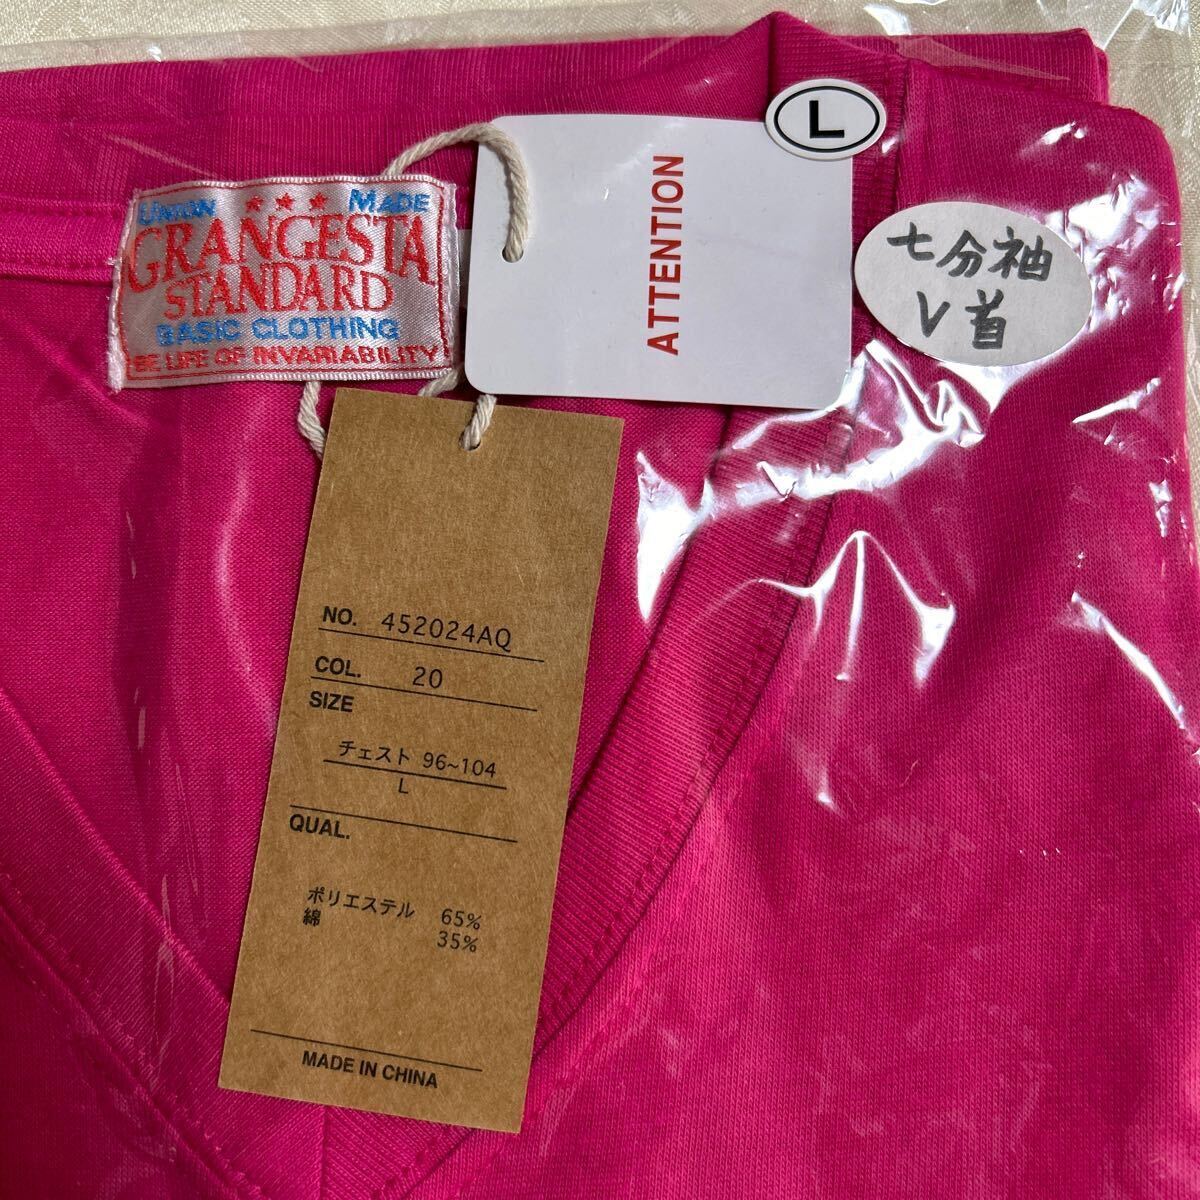 UNION ★★★ MADE
GRANGESTA
STANDARD
BASIC CLOTHING
BE LIFE OF INVARIABILITY
ATTENTION
L
七分袖
V首
NO. 452024AQ
COL. 20
SIZE
チェスト 96~104
L
QUAL.
ポリエステル 65%
綿 35%
MADE IN CHINA